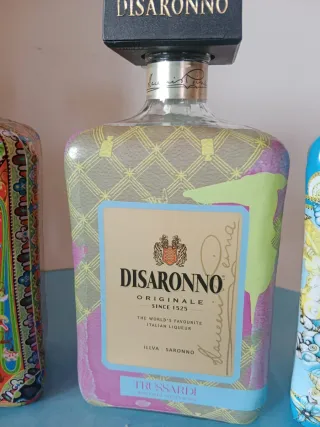 DISARONNO
DISARONNO
ORIGINALE
SINCE 1525
THE WORLD'S FAVOURITE
ITALIAN LIQUEUR
ILLVA SARONNO
TRUSSARDI